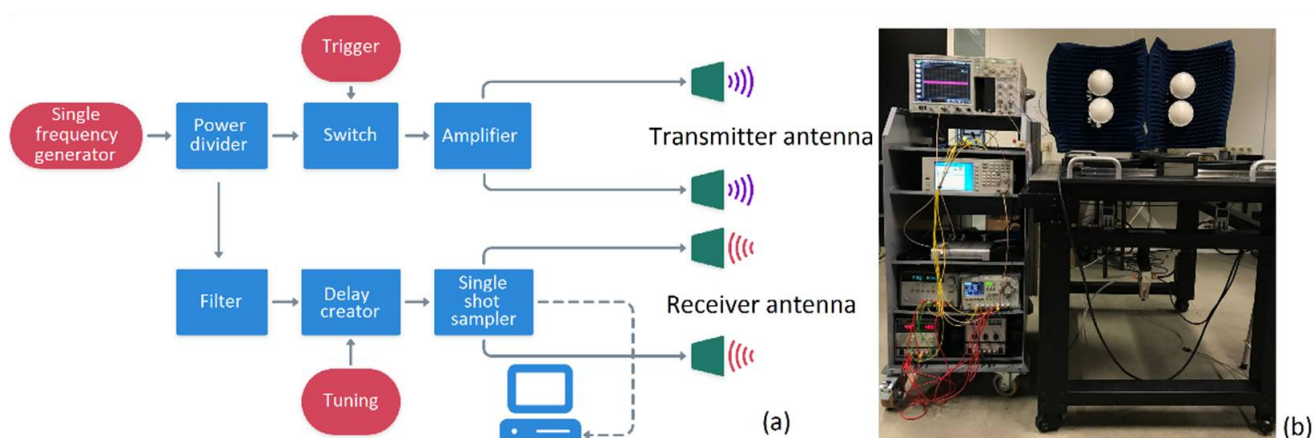 Trigger
Single
frequency
generator
Power
divider
Switch
Amplifier
Transmitter antenna
Filter
Delay
creator
Single
shot
sampler
Receiver antenna
Tuning
(a)
(b)